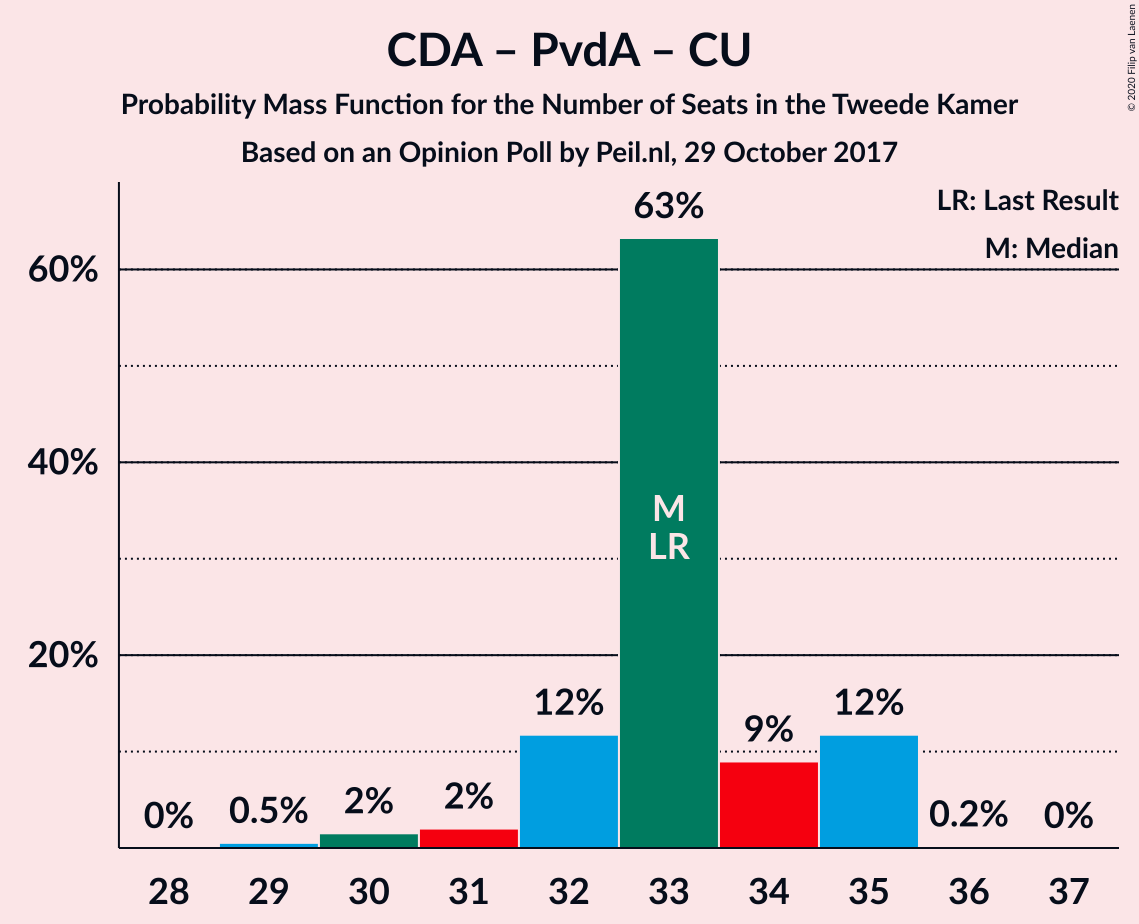 CDA – PvdA – CU
Probability Mass Function for the Number of Seats in the Tweede Kamer
Based on an Opinion Poll by Peil.nl, 29 October 2017
© 2020 Filip van Laenen
LR: Last Result
M: Median
60%
40%
20%
0%
0.5%
2%
2%
12%
63%
9%
12%
0.2%
0%
M
LR
28 29 30 31 32 33 34 35 36 37